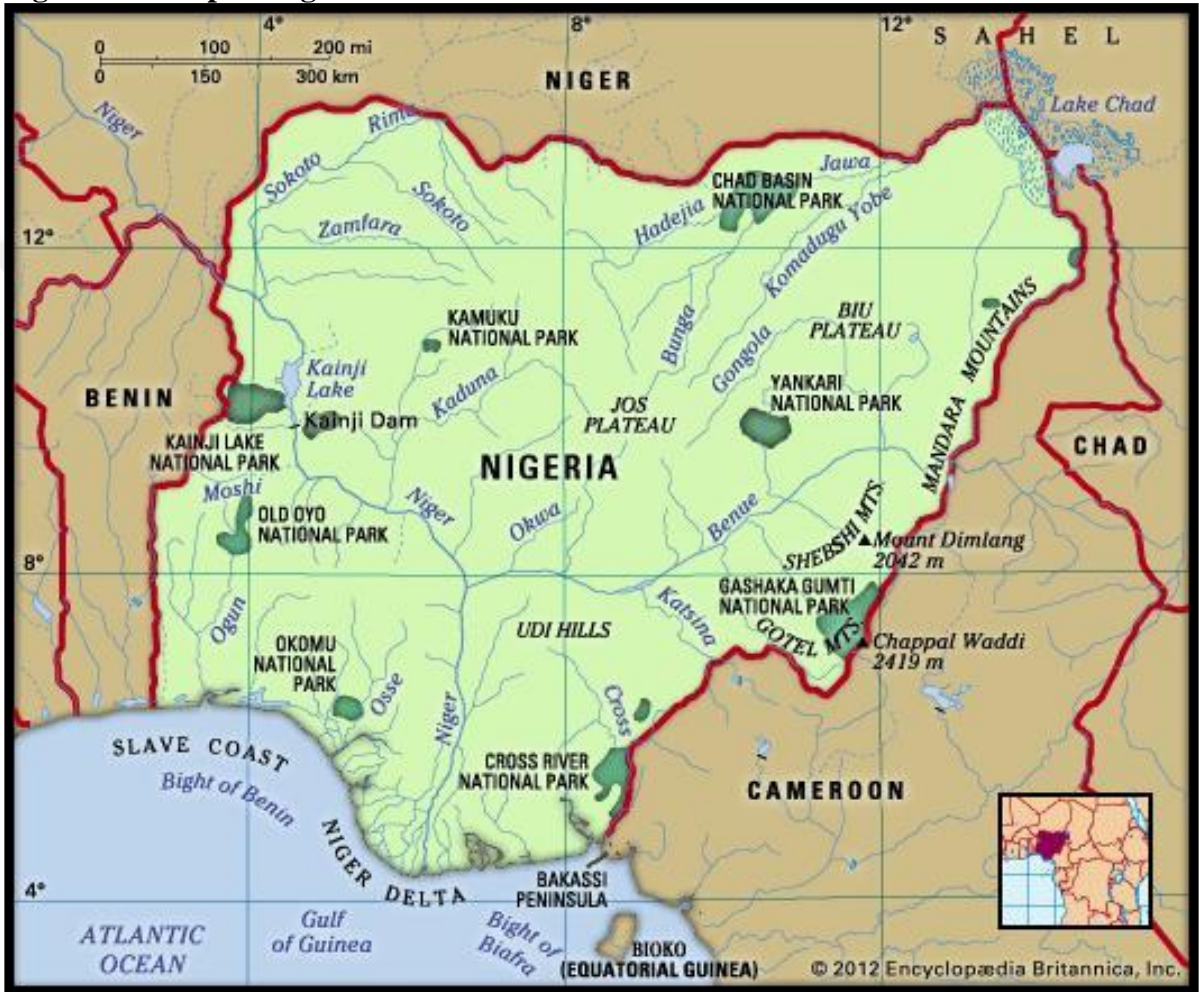 4°
8°
12°
S A H E L
0 100 200 mi
0 150 300 km
NIGER
Niger
Lake Chad
Rima
Sokoto
Sokoto
Zamfara
Jawa
CHAD BASIN
NATIONAL PARK
Hadejia
Komadugu Yobe
12°
KAMUKU
NATIONAL PARK
BIU
PLATEAU
Bunga
Gongola
MANDARA MOUNTAINS
Kainji
Lake
Kaduna
YANKARI
NATIONAL PARK
BENIN
JOS
PLATEAU
Kainji Dam
CHAD
KAINJI LAKE
NATIONAL PARK
NIGERIA
Moshi
Niger
OLD OYO
NATIONAL PARK
Okwa
Benue
SHEBSHI MTS.
Mount Dimlang
2042 m
8°
GASHAKA GUMTI
NATIONAL PARK
Katsina
Ogun
UDI HILLS
GOTEL MTS.
Chappal Waddi
2419 m
OKOMU
NATIONAL
PARK
Osse
Niger
Cross
SLAVE COAST
Bight of Benin
CROSS RIVER
NATIONAL PARK
CAMEROON
NIGER DELTA
4°
BAKASSI
PENINSULA
ATLANTIC
OCEAN
Gulf
of Guinea
Bight of
Biafra
BIOKO
(EQUATORIAL GUINEA)
© 2012 Encyclopædia Britannica, Inc.